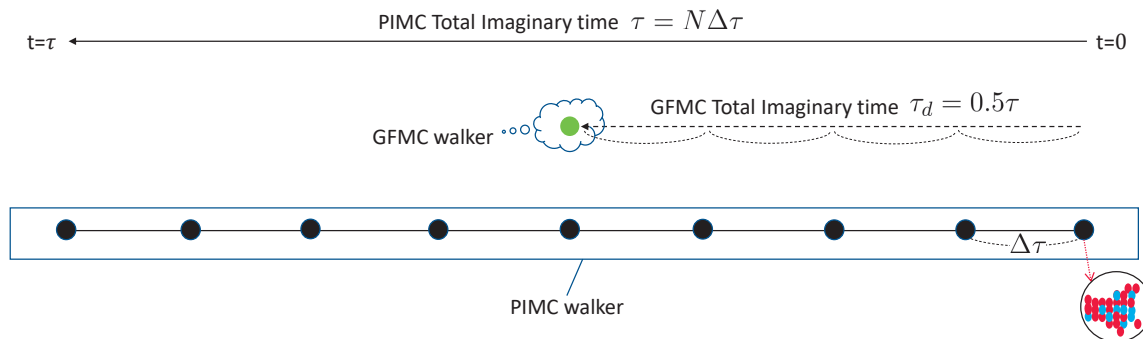 PIMC Total Imaginary time τ = NΔτ
t=τ
t=0
GFMC Total Imaginary time τ_d = 0.5τ
GFMC walker
Δτ
PIMC walker